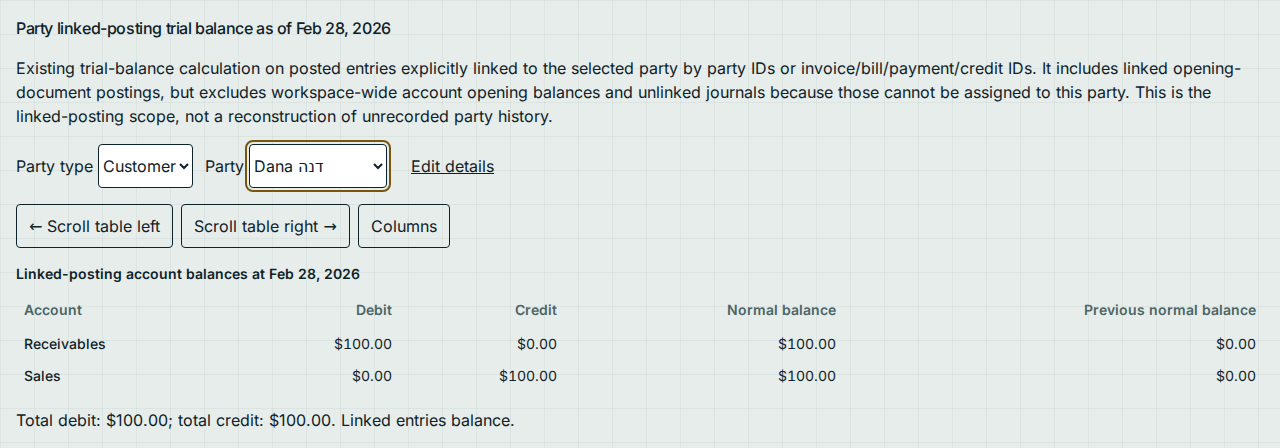 Party linked-posting trial balance as of Feb 28, 2026
Existing trial-balance calculation on posted entries explicitly linked to the selected party by party IDs or invoice/bill/payment/credit IDs. It includes linked opening-
document postings, but excludes workspace-wide account opening balances and unlinked journals because those cannot be assigned to this party. This is the
linked-posting scope, not a reconstruction of unrecorded party history.
Party type Customer Party Dana דנה Edit details
← Scroll table left Scroll table right → Columns
Linked-posting account balances at Feb 28, 2026
Account Debit Credit Normal balance Previous normal balance
Receivables $100.00 $0.00 $100.00 $0.00
Sales $0.00 $100.00 $100.00 $0.00
Total debit: $100.00; total credit: $100.00. Linked entries balance.